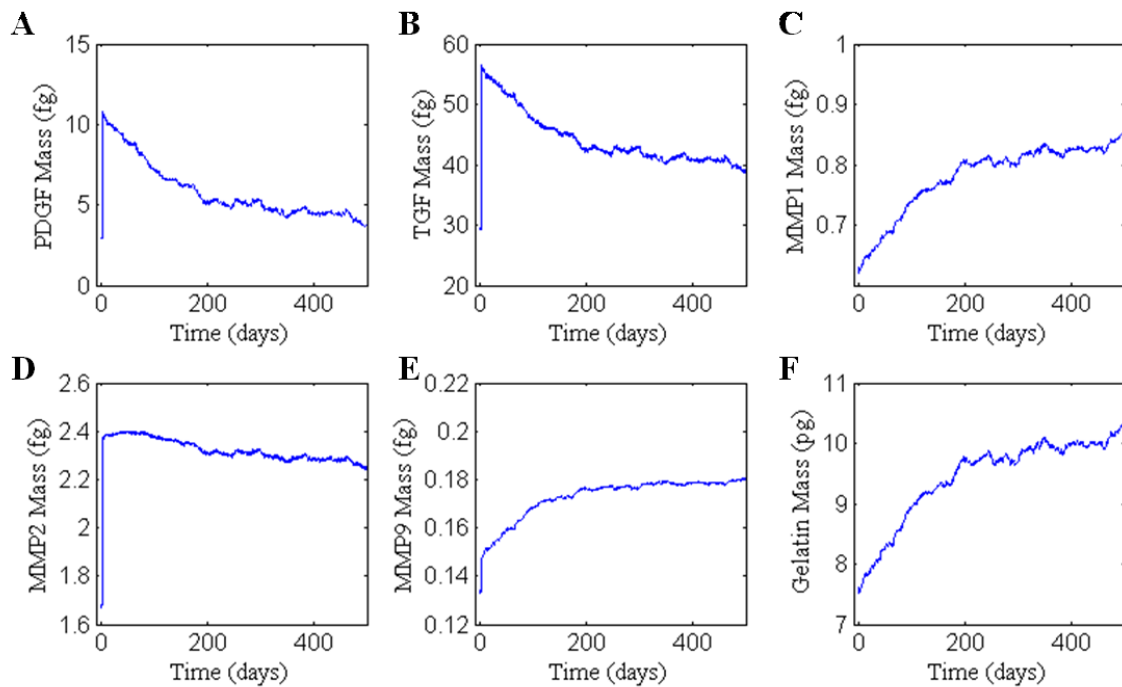 A
B
C
15
10
5
0
PDGF Mass (fg)
0 200 400
Time (days)
60
50
40
30
20
TGF Mass (fg)
0 200 400
Time (days)
1
0.9
0.8
0.7
MMP1 Mass (fg)
0 200 400
Time (days)
D
E
F
2.6
2.4
2.2
2
1.8
1.6
MMP2 Mass (fg)
0 200 400
Time (days)
0.22
0.2
0.18
0.16
0.14
0.12
MMP9 Mass (fg)
0 200 400
Time (days)
11
10
9
8
7
Gelatin Mass (pg)
0 200 400
Time (days)